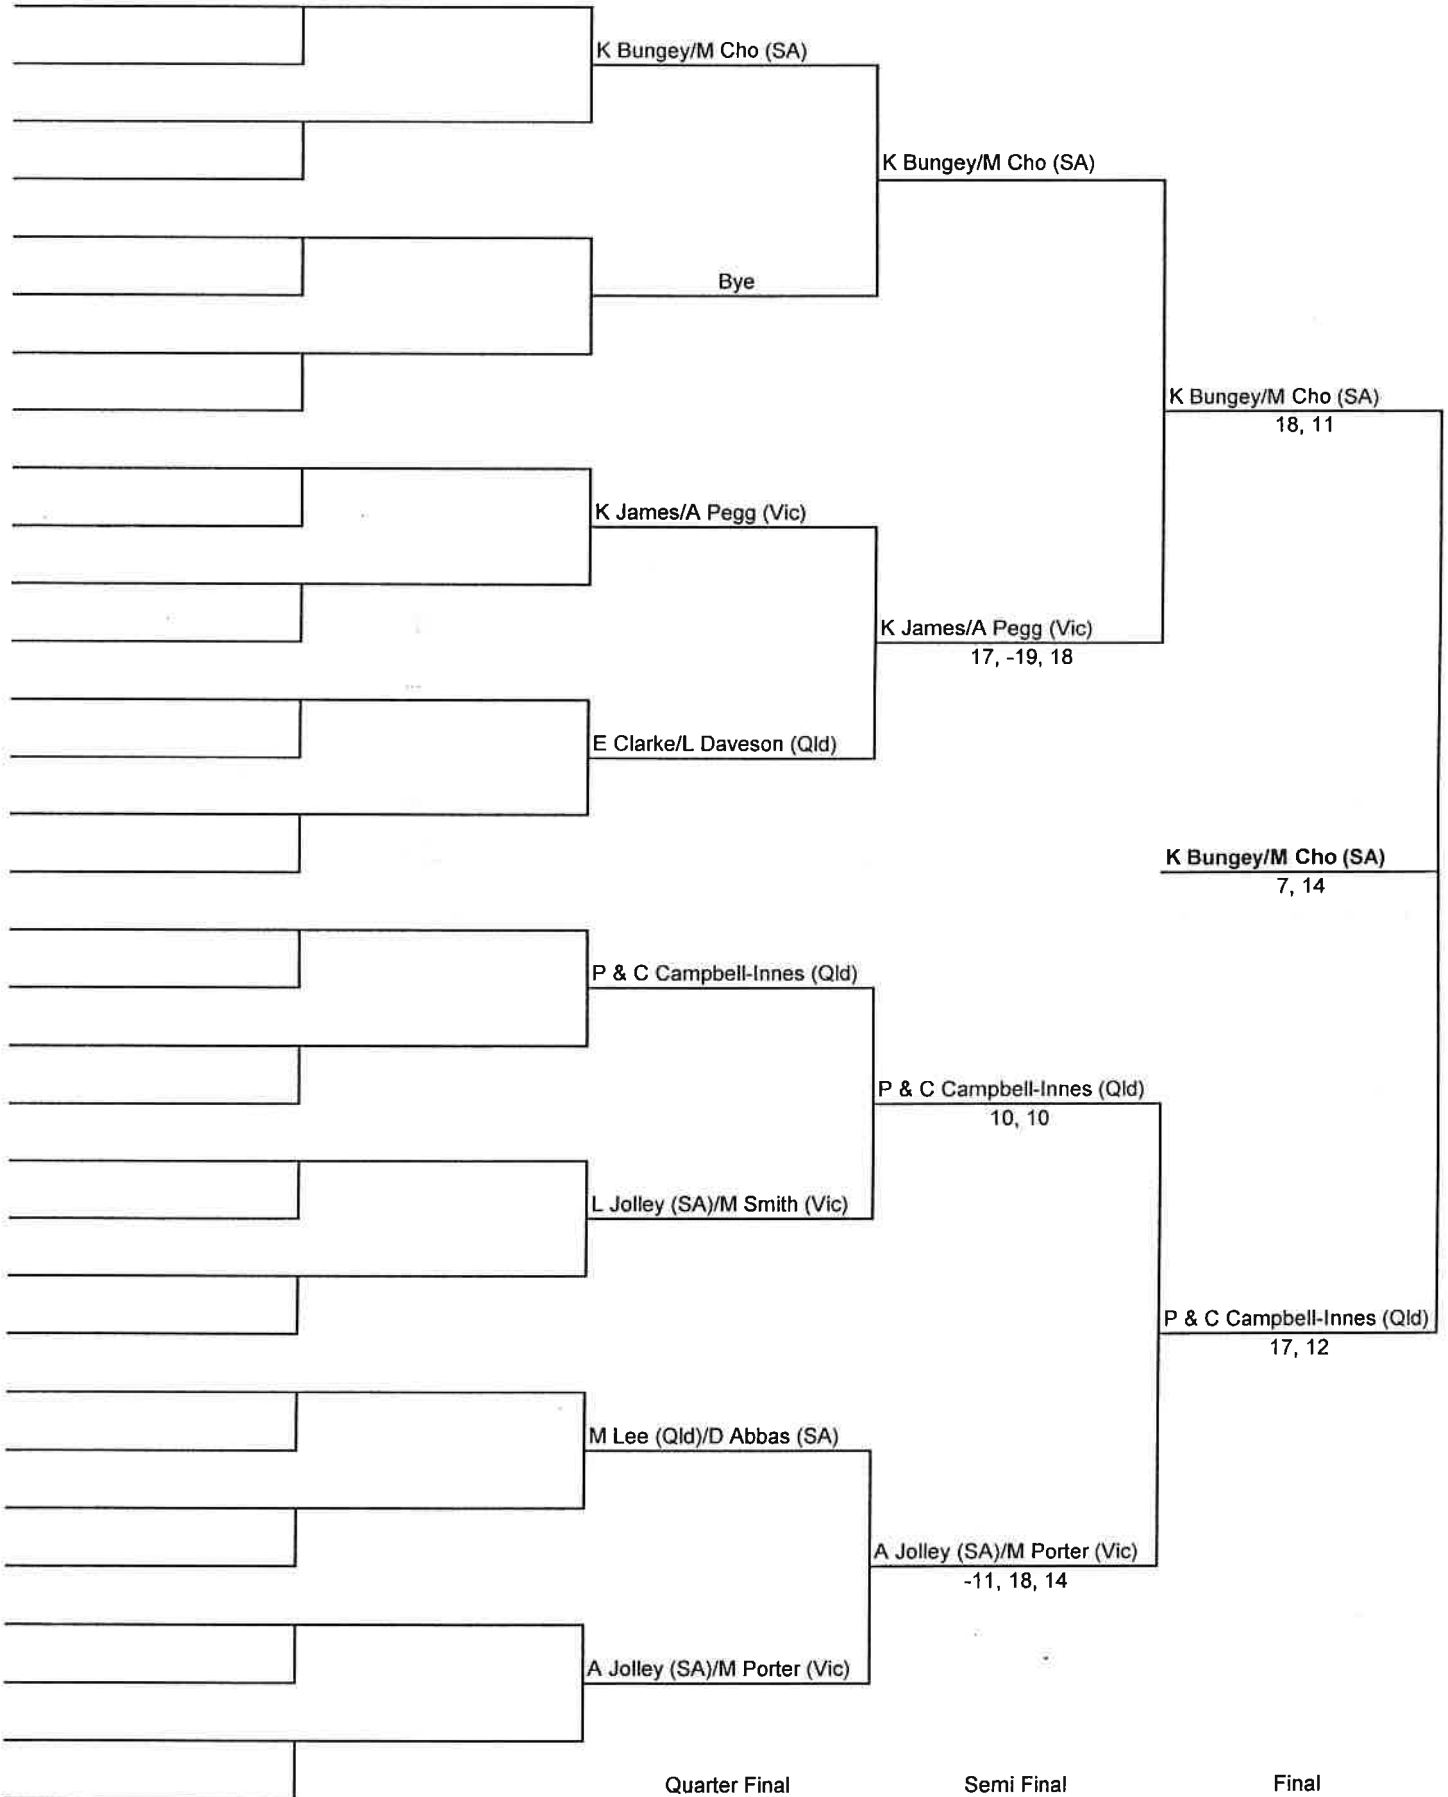 K Bungey/M Cho (SA)
K Bungey/M Cho (SA)
Bye
K Bungey/M Cho (SA)
18, 11
K James/A Pegg (Vic)
K James/A Pegg (Vic)
17, -19, 18
E Clarke/L Daveson (Qld)
K Bungey/M Cho (SA)
7, 14
P & C Campbell-Innes (Qld)
P & C Campbell-Innes (Qld)
10, 10
L Jolley (SA)/M Smith (Vic)
P & C Campbell-Innes (Qld)
17, 12
M Lee (Qld)/D Abbas (SA)
A Jolley (SA)/M Porter (Vic)
-11, 18, 14
A Jolley (SA)/M Porter (Vic)
Quarter Final
Semi Final
Final